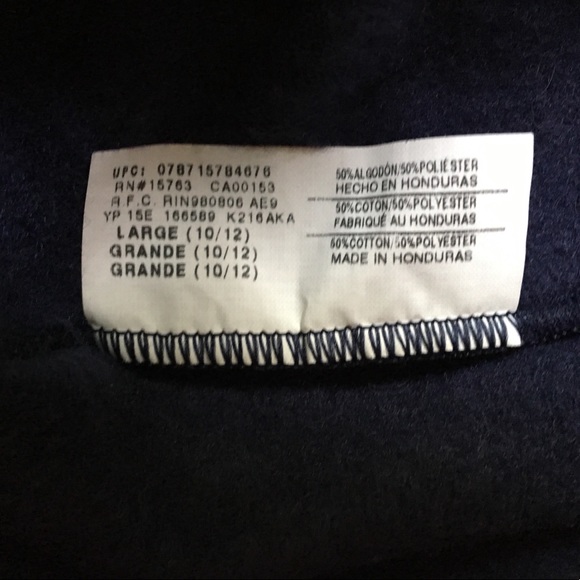 UPC: 078715784676
RN#15763 CA00153
R.F.C. RIN980806 AE9
YP 15E 166589 K216AKA
LARGE (10/12)
GRANDE (10/12)
GRANDE (10/12)
50%ALGODÓN/50%POLIÉSTER
HECHO EN HONDURAS
50%COTON/50%POLYESTER
FABRIQUÉ AU HONDURAS
50%COTTON/50%POLYESTER
MADE IN HONDURAS